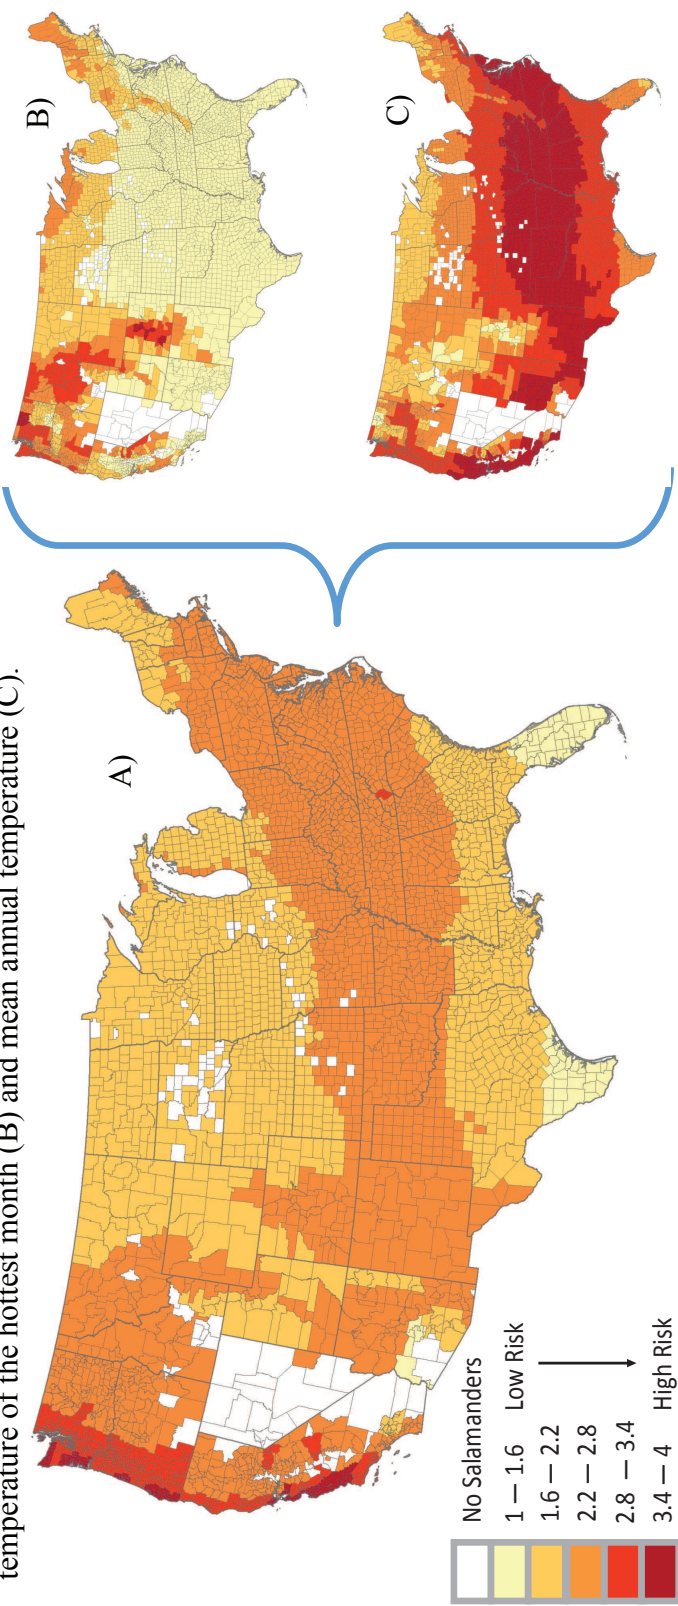 temperature of the hottest month (B) and mean annual temperature (C).
A)
B)
C)
No Salamanders
1 — 1.6 Low Risk
1.6 — 2.2
2.2 — 2.8
2.8 — 3.4
3.4 — 4 High Risk